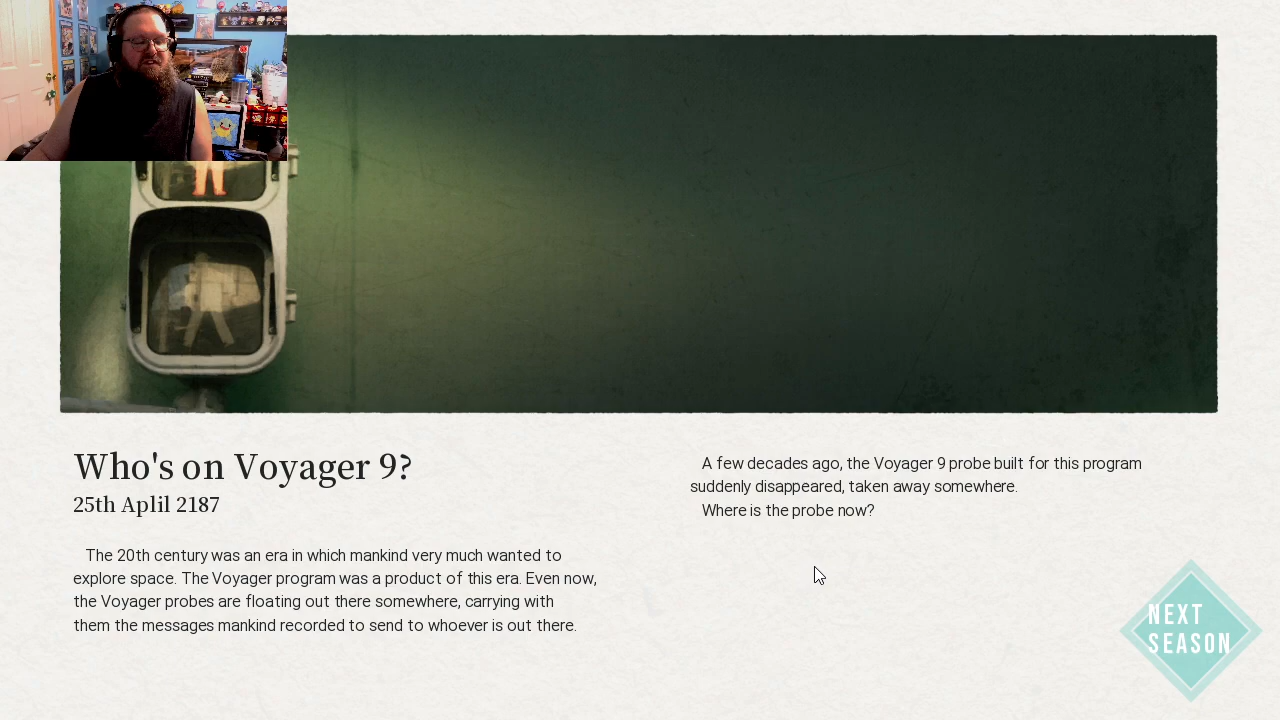 Who's on Voyager 9?
25th Aplil 2187
The 20th century was an era in which mankind very much wanted to
explore space. The Voyager program was a product of this era. Even now,
the Voyager probes are floating out there somewhere, carrying with
them the messages mankind recorded to send to whoever is out there.
A few decades ago, the Voyager 9 probe built for this program
suddenly disappeared, taken away somewhere.
Where is the probe now?
NEXT
SEASON